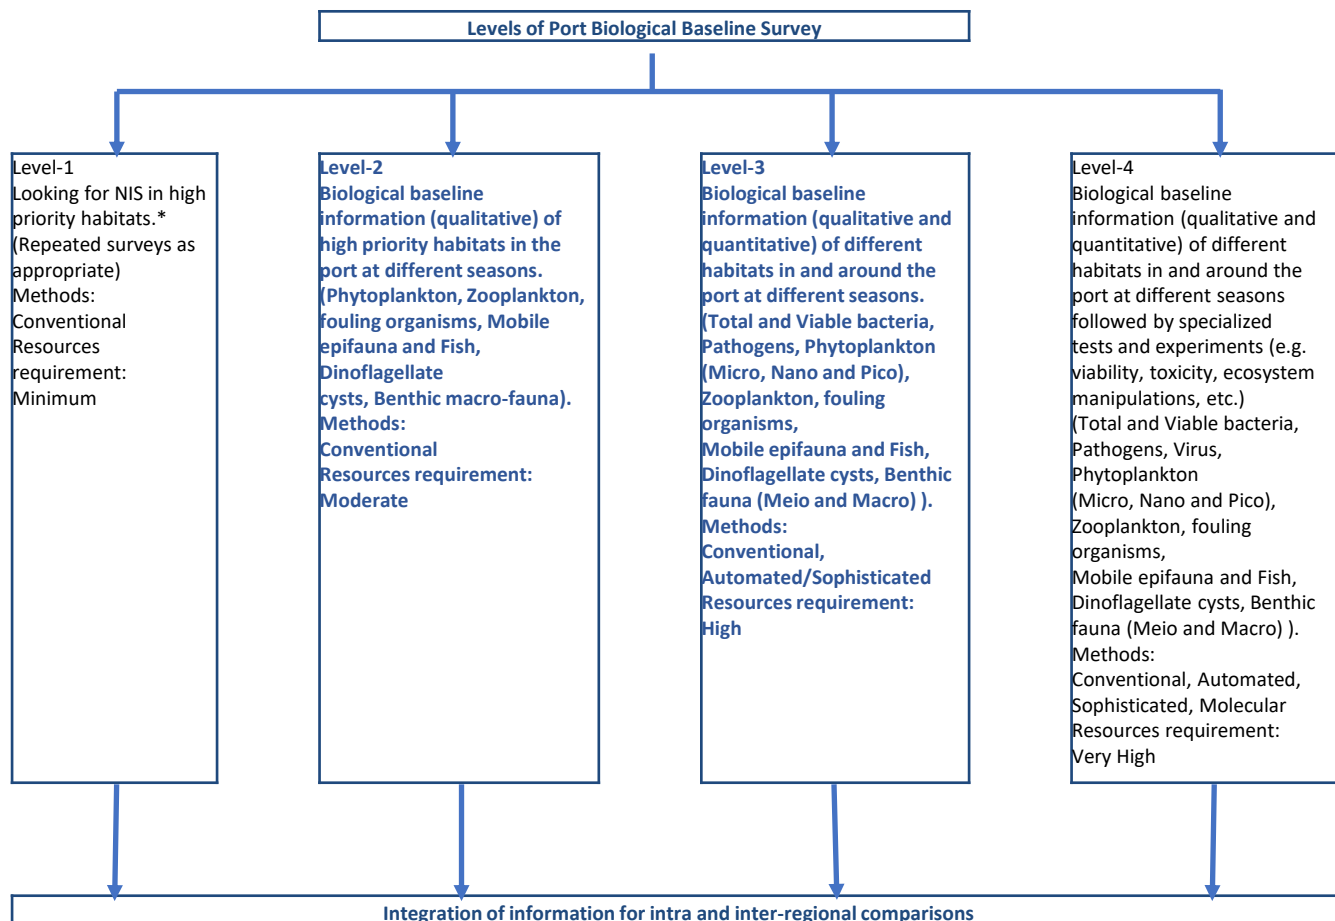 Levels of Port Biological Baseline Survey
Level-1
Looking for NIS in high
priority habitats.*
(Repeated surveys as
appropriate)
Methods:
Conventional
Resources
requirement:
Minimum
Level-2
Biological baseline
information (qualitative) of
high priority habitats in the
port at different seasons.
(Phytoplankton, Zooplankton,
fouling organisms, Mobile
epifauna and Fish,
Dinoflagellate
cysts, Benthic macro-fauna).
Methods:
Conventional
Resources requirement:
Moderate
Level-3
Biological baseline
information (qualitative and
quantitative) of different
habitats in and around the
port at different seasons.
(Total and Viable bacteria,
Pathogens, Phytoplankton
(Micro, Nano and Pico),
Zooplankton, fouling
organisms,
Mobile epifauna and Fish,
Dinoflagellate cysts, Benthic
fauna (Meio and Macro) ).
Methods:
Conventional,
Automated/Sophisticated
Resources requirement:
High
Level-4
Biological baseline
information (qualitative and
quantitative) of different
habitats in and around the
port at different seasons
followed by specialized
tests and experiments (e.g.
viability, toxicity, ecosystem
manipulations, etc.)
(Total and Viable bacteria,
Pathogens, Virus,
Phytoplankton
(Micro, Nano and Pico),
Zooplankton, fouling
organisms,
Mobile epifauna and Fish,
Dinoflagellate cysts, Benthic
fauna (Meio and Macro) ).
Methods:
Conventional, Automated,
Sophisticated, Molecular
Resources requirement:
Very High
Integration of information for intra and inter-regional comparisons